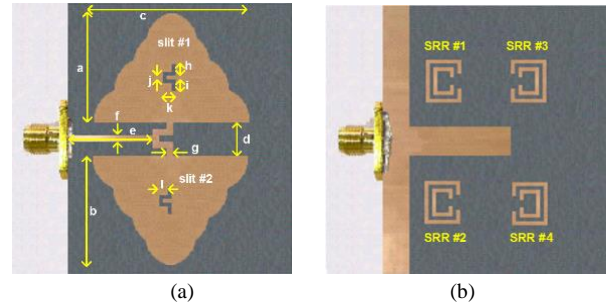 c
slit #1
a
h
j
i
k
f
e
d
g
l
slit #2
b
(a)
SRR #1
SRR #3
SRR #2
SRR #4
(b)